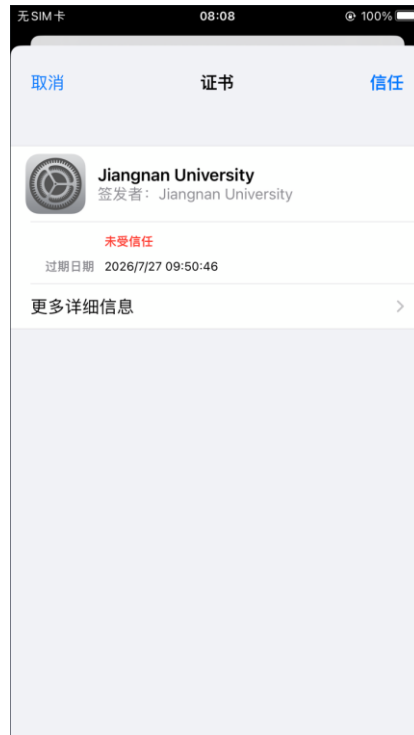 无SIM卡 08:08 100%
取消 证书 信任
Jiangnan University
签发者：Jiangnan University
未受信任
过期日期 2026/7/27 09:50:46
更多详细信息